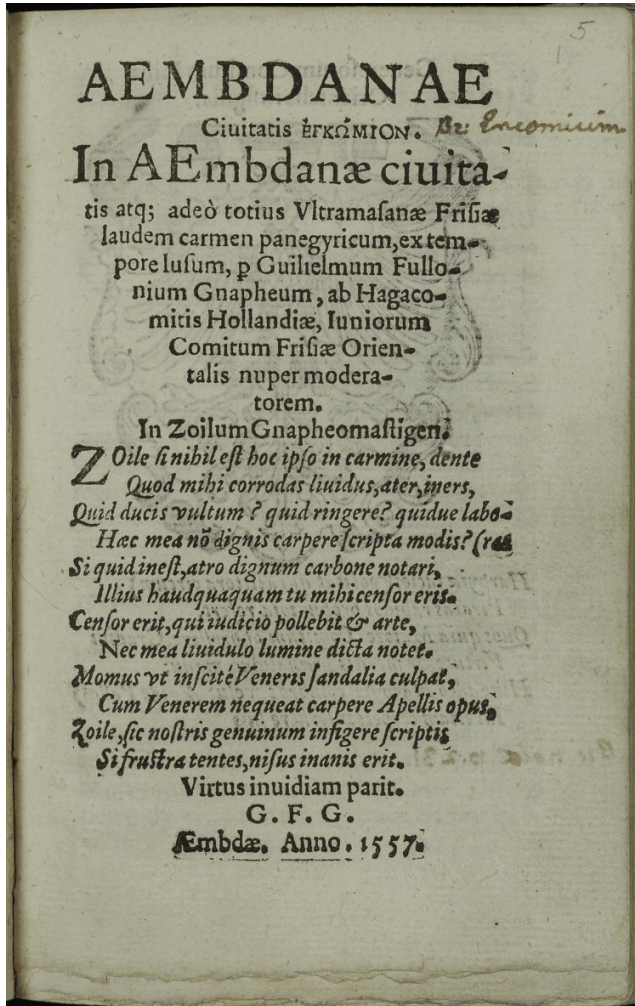 5
AEMBDANAE
Ciuitatis ἐγκώμιον. Encomium
In AEmbdanæ ciuita-
tis atq; adeò totius Vltramasanæ Frisiæ
laudem carmen panegyricum, ex tem-
pore lusum, ꝑ Guilielmum Fullo-
nium Gnapheum, ab Hagaco-
mitis Hollandiæ, Iuniorum
Comitum Frisiæ Orien-
talis nuper modera-
torem.
In Zoilum Gnapheomastigen.
ZOile si nihil est hoc ipso in carmine, dente
Quod mihi corrodas liuidus, ater, iners,
Quid ducis vultum? quid ringere? quidue labo-
Hæc mea nõ dignis carpere scripta modis? (ras
Si quid inest, atro dignum carbone notari,
Illius haudquaquam tu mihi censor eris.
Censor erit, qui iudicio pollebit & arte,
Nec mea liuidulo lumine dicta notet.
Momus vt inscitè Veneris sandalia culpat,
Cum Venerem nequeat carpere Apellis opus,
Zoile, sic nostris genuinum infigere scriptis
Si frustra tentes, nisus inanis erit.
Virtus inuidiam parit.
G. F. G.
Æmbdæ. Anno. 1557.